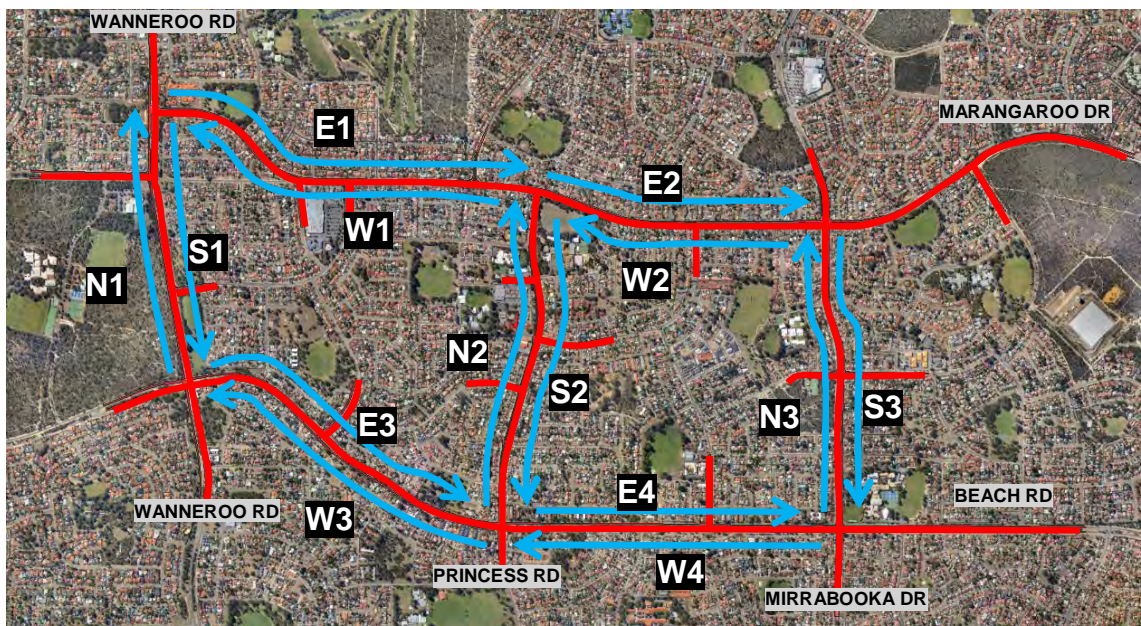 WANNEROO RD
MARANGAROO DR
E1
E2
W1
S1
W2
N1
N2
S2
N3
S3
E3
E4
BEACH RD
WANNEROO RD
W3
W4
PRINCESS RD
MIRRABOOKA DR